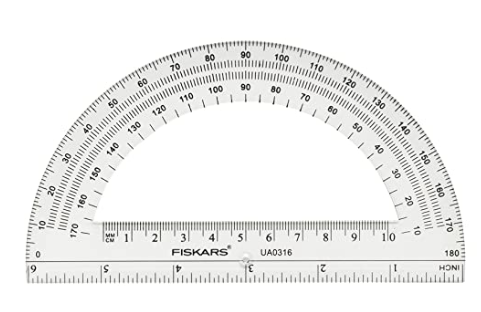 10 20 30 40 50 60 70 80 90 100 110 120 130 140 150 160 170
170 160 150 140 130 120 110 100 90 80 70 60 50 40 30 20 10
MM
CM 1 2 3 4 5 6 7 8 9 10
0 FISKARS® UA0316 180
6 5 4 3 2 1 INCH